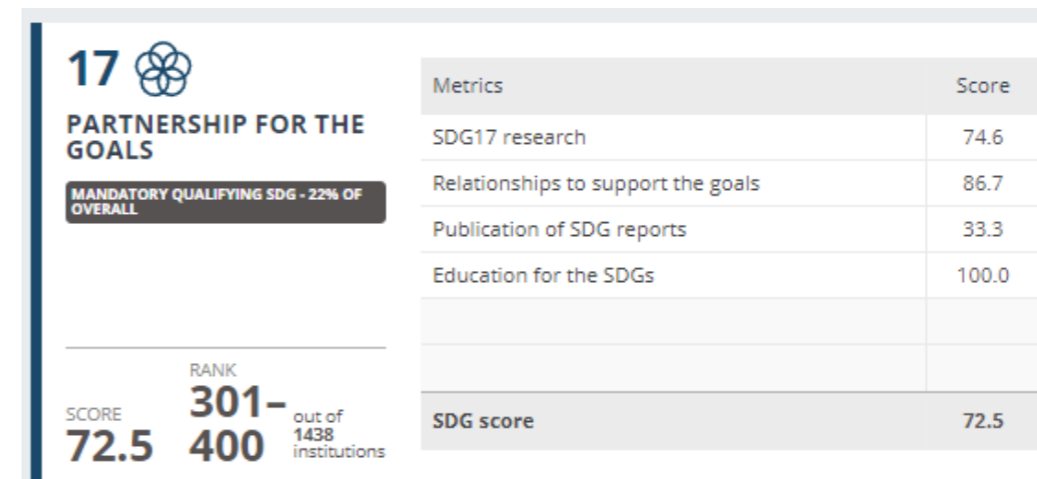 17
PARTNERSHIP FOR THE
GOALS
MANDATORY QUALIFYING SDG - 22% OF
OVERALL
SCORE
72.5
RANK
301–
400
out of
1438
institutions
Metrics Score
SDG17 research 74.6
Relationships to support the goals 86.7
Publication of SDG reports 33.3
Education for the SDGs 100.0
SDG score 72.5